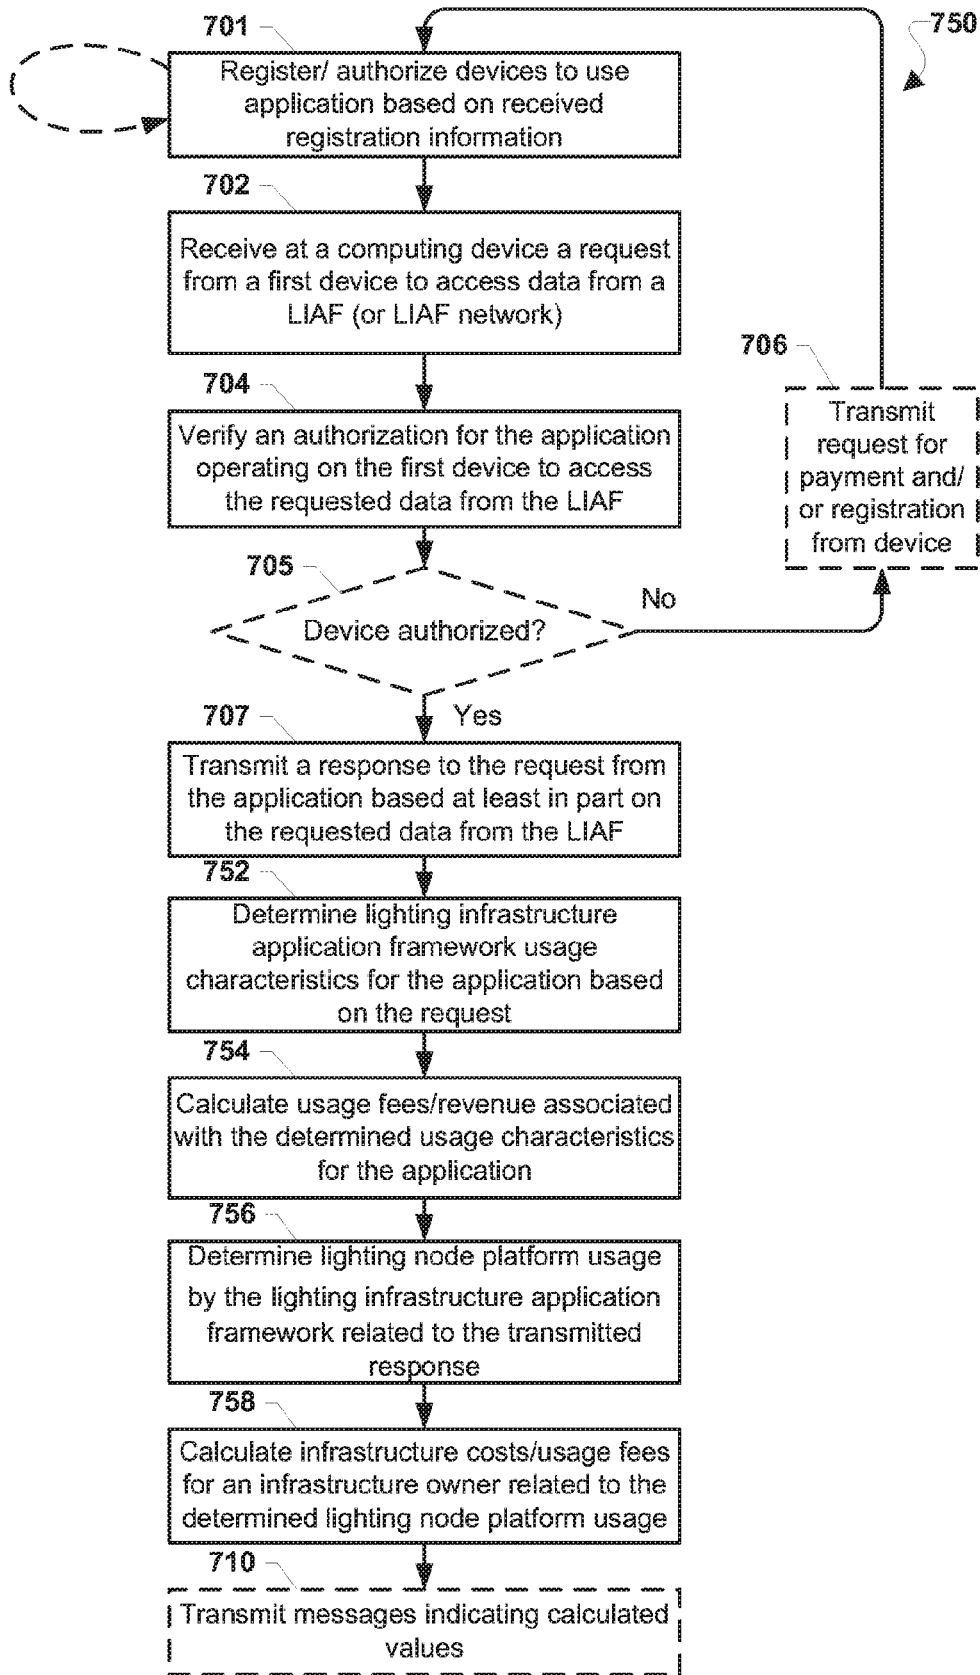 750
701
Register/ authorize devices to use
application based on received
registration information
702
Receive at a computing device a request
from a first device to access data from a
LIAF (or LIAF network)
704
Verify an authorization for the application
operating on the first device to access
the requested data from the LIAF
706
Transmit
request for
payment and/
or registration
from device
705
Device authorized?
No
Yes
707
Transmit a response to the request from
the application based at least in part on
the requested data from the LIAF
752
Determine lighting infrastructure
application framework usage
characteristics for the application based
on the request
754
Calculate usage fees/revenue associated
with the determined usage characteristics
for the application
756
Determine lighting node platform usage
by the lighting infrastructure application
framework related to the transmitted
response
758
Calculate infrastructure costs/usage fees
for an infrastructure owner related to the
determined lighting node platform usage
710
Transmit messages indicating calculated
values